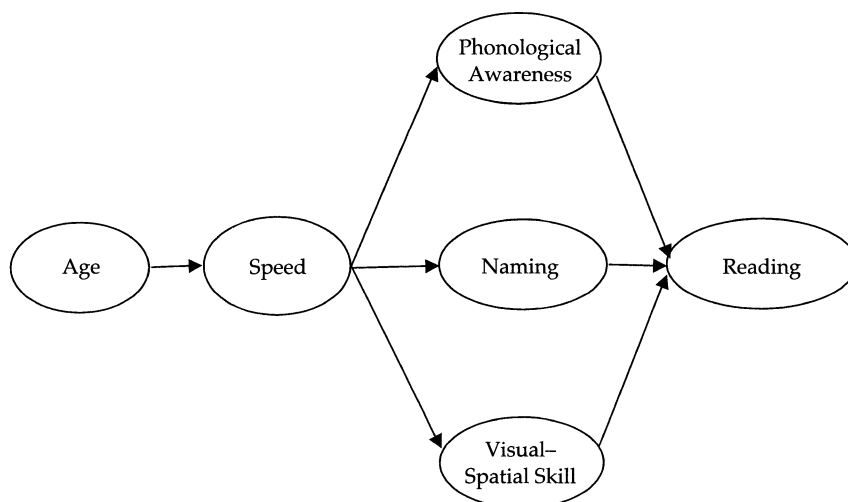 Phonological
Awareness
Age
Speed
Naming
Reading
Visual–
Spatial Skill